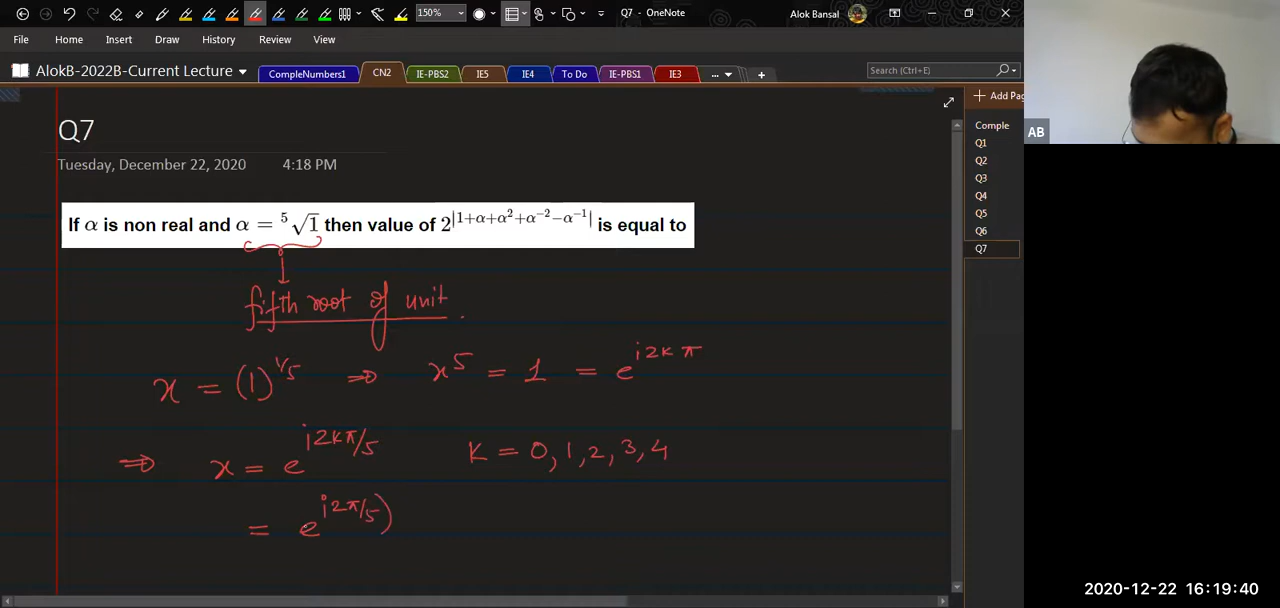 150%
Q7 - OneNote
Alok Bansal
File Home Insert Draw History Review View
AlokB-2022B-Current Lecture
CompleNumbers1 CN2 IE-PBS2 IE5 IE4 To Do IE-PBS1 IE3 ...
Search (Ctrl+E)
Add Pag
Comple
Q1
Q2
Q3
Q4
Q5
Q6
Q7
AB
Q7
Tuesday, December 22, 2020 4:18 PM
If α is non real and α = ⁵√1 then value of 2^|1+α+α²+α⁻²−α⁻¹| is equal to
fifth root of unit.
x = (1)^1/5 ⇒ x^5 = 1 = e^i2kπ
⇒ x = e^i2kπ/5 K = 0, 1, 2, 3, 4
= e^i2π/5)
2020-12-22 16:19:40